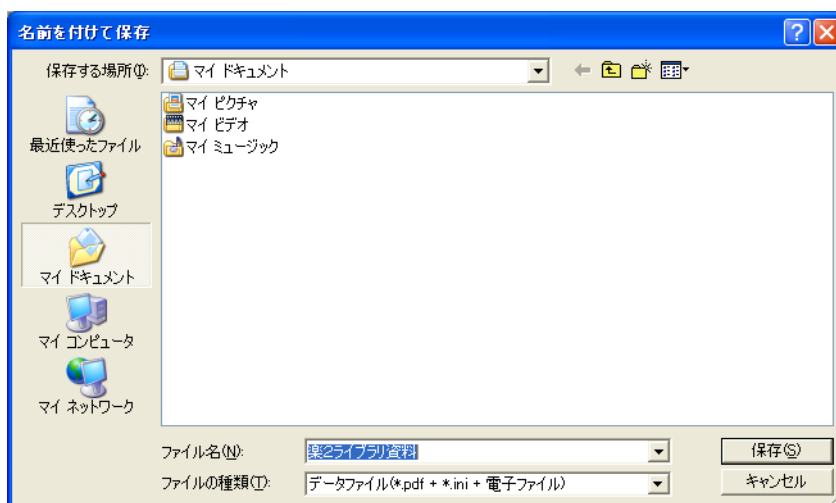 名前を付けて保存
保存する場所(I):
マイ ドキュメント
マイ ピクチャ
マイ ビデオ
マイ ミュージック
最近使ったファイル
デスクトップ
マイ ドキュメント
マイ コンピュータ
マイ ネットワーク
ファイル名(N): 楽2ライブラリ資料 保存(S)
ファイルの種類(T): データファイル(*.pdf + *.ini + 電子ファイル) キャンセル